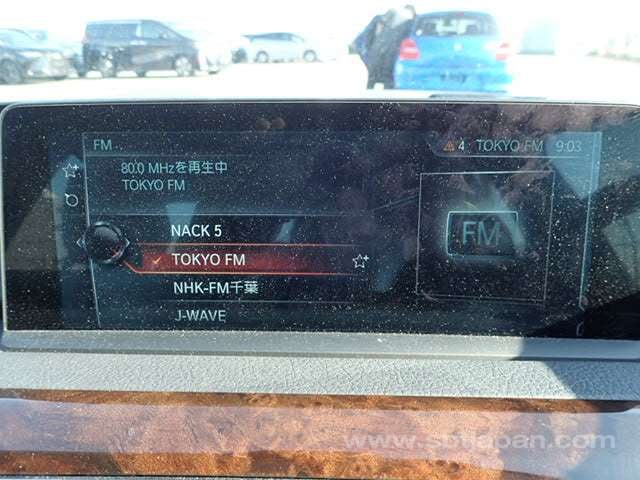 FM
4 TOKYO FM 9:03
80.0 MHzを再生中
TOKYO FM
NACK 5
TOKYO FM
FM
NHK-FM千葉
J-WAVE
www.sbtjapan.com